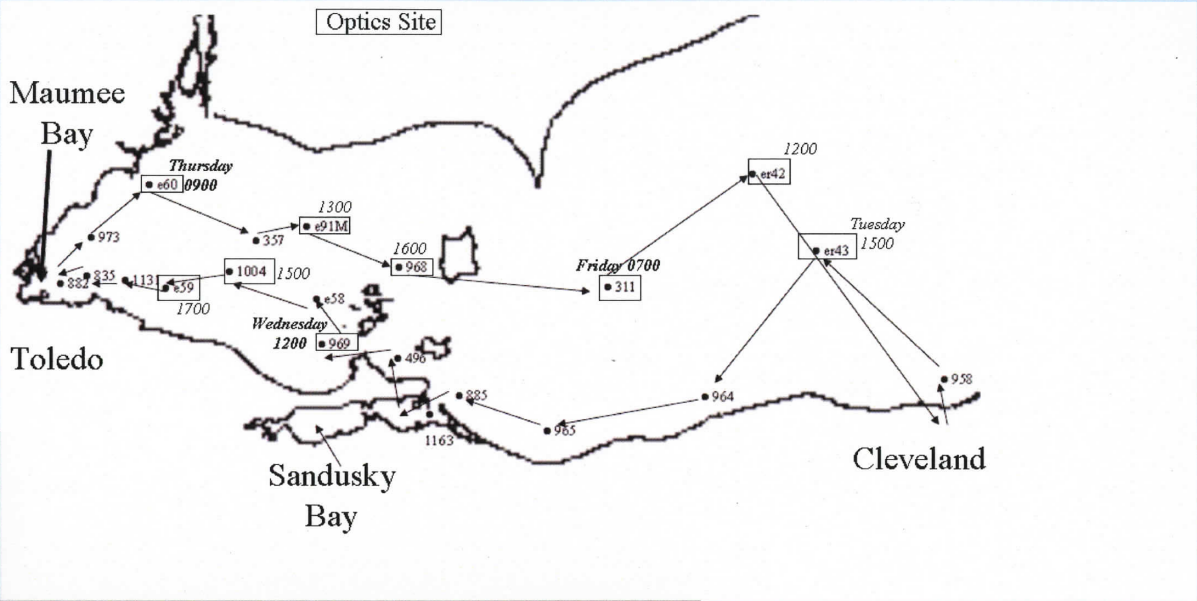 Optics Site
Maumee
Bay
Thursday
e60 0900
1200
er42
973
1300
e91M
357
Tuesday
er43 1500
1600
968
Friday 0700
311
835
882
1131
e59
1700
1004 1500
e58
Wednesday
1200 969
496
Toledo
958
885
964
965
1163
Cleveland
Sandusky
Bay